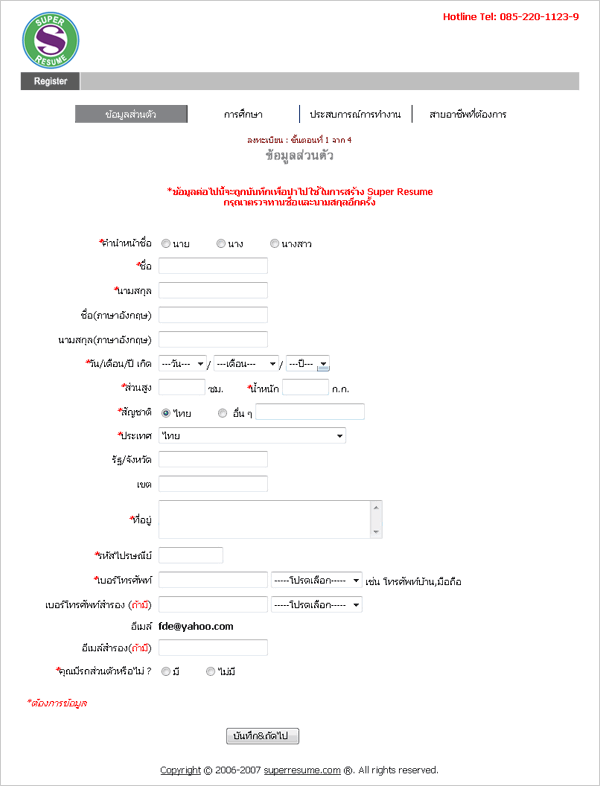 SUPER
RESUME
Hotline Tel: 085-220-1123-9
Register
ข้อมูลส่วนตัว การศึกษา ประสบการณ์การทำงาน สายอาชีพที่ต้องการ
ลงทะเบียน : ขั้นตอนที่ 1 จาก 4
ข้อมูลส่วนตัว
*ข้อมูลต่อไปนี้จะถูกบันทึกเพื่อนำไปใช้ในการสร้าง Super Resume
กรุณาตรวจทานชื่อและนามสกุลอีกครั้ง
*คำนำหน้าชื่อ นาย นาง นางสาว
*ชื่อ
*นามสกุล
ชื่อ(ภาษาอังกฤษ)
นามสกุล(ภาษาอังกฤษ)
*วัน/เดือน/ปี เกิด ---วัน--- / ---เดือน--- / ---ปี---
*ส่วนสูง ซม. *น้ำหนัก ก.ก.
*สัญชาติ ไทย อื่น ๆ
*ประเทศ ไทย
รัฐ/จังหวัด
เขต
*ที่อยู่
*รหัสไปรษณีย์
*เบอร์โทรศัพท์ -----โปรดเลือก----- เช่น โทรศัพท์บ้าน,มือถือ
เบอร์โทรศัพท์สำรอง (ถ้ามี) -----โปรดเลือก-----
อีเมล์ fde@yahoo.com
อีเมล์สำรอง(ถ้ามี)
*คุณมีรถส่วนตัวหรือไม่ ? มี ไม่มี
*ต้องการข้อมูล
บันทึก&ถัดไป
Copyright © 2006-2007 superresume.com ®. All rights reserved.